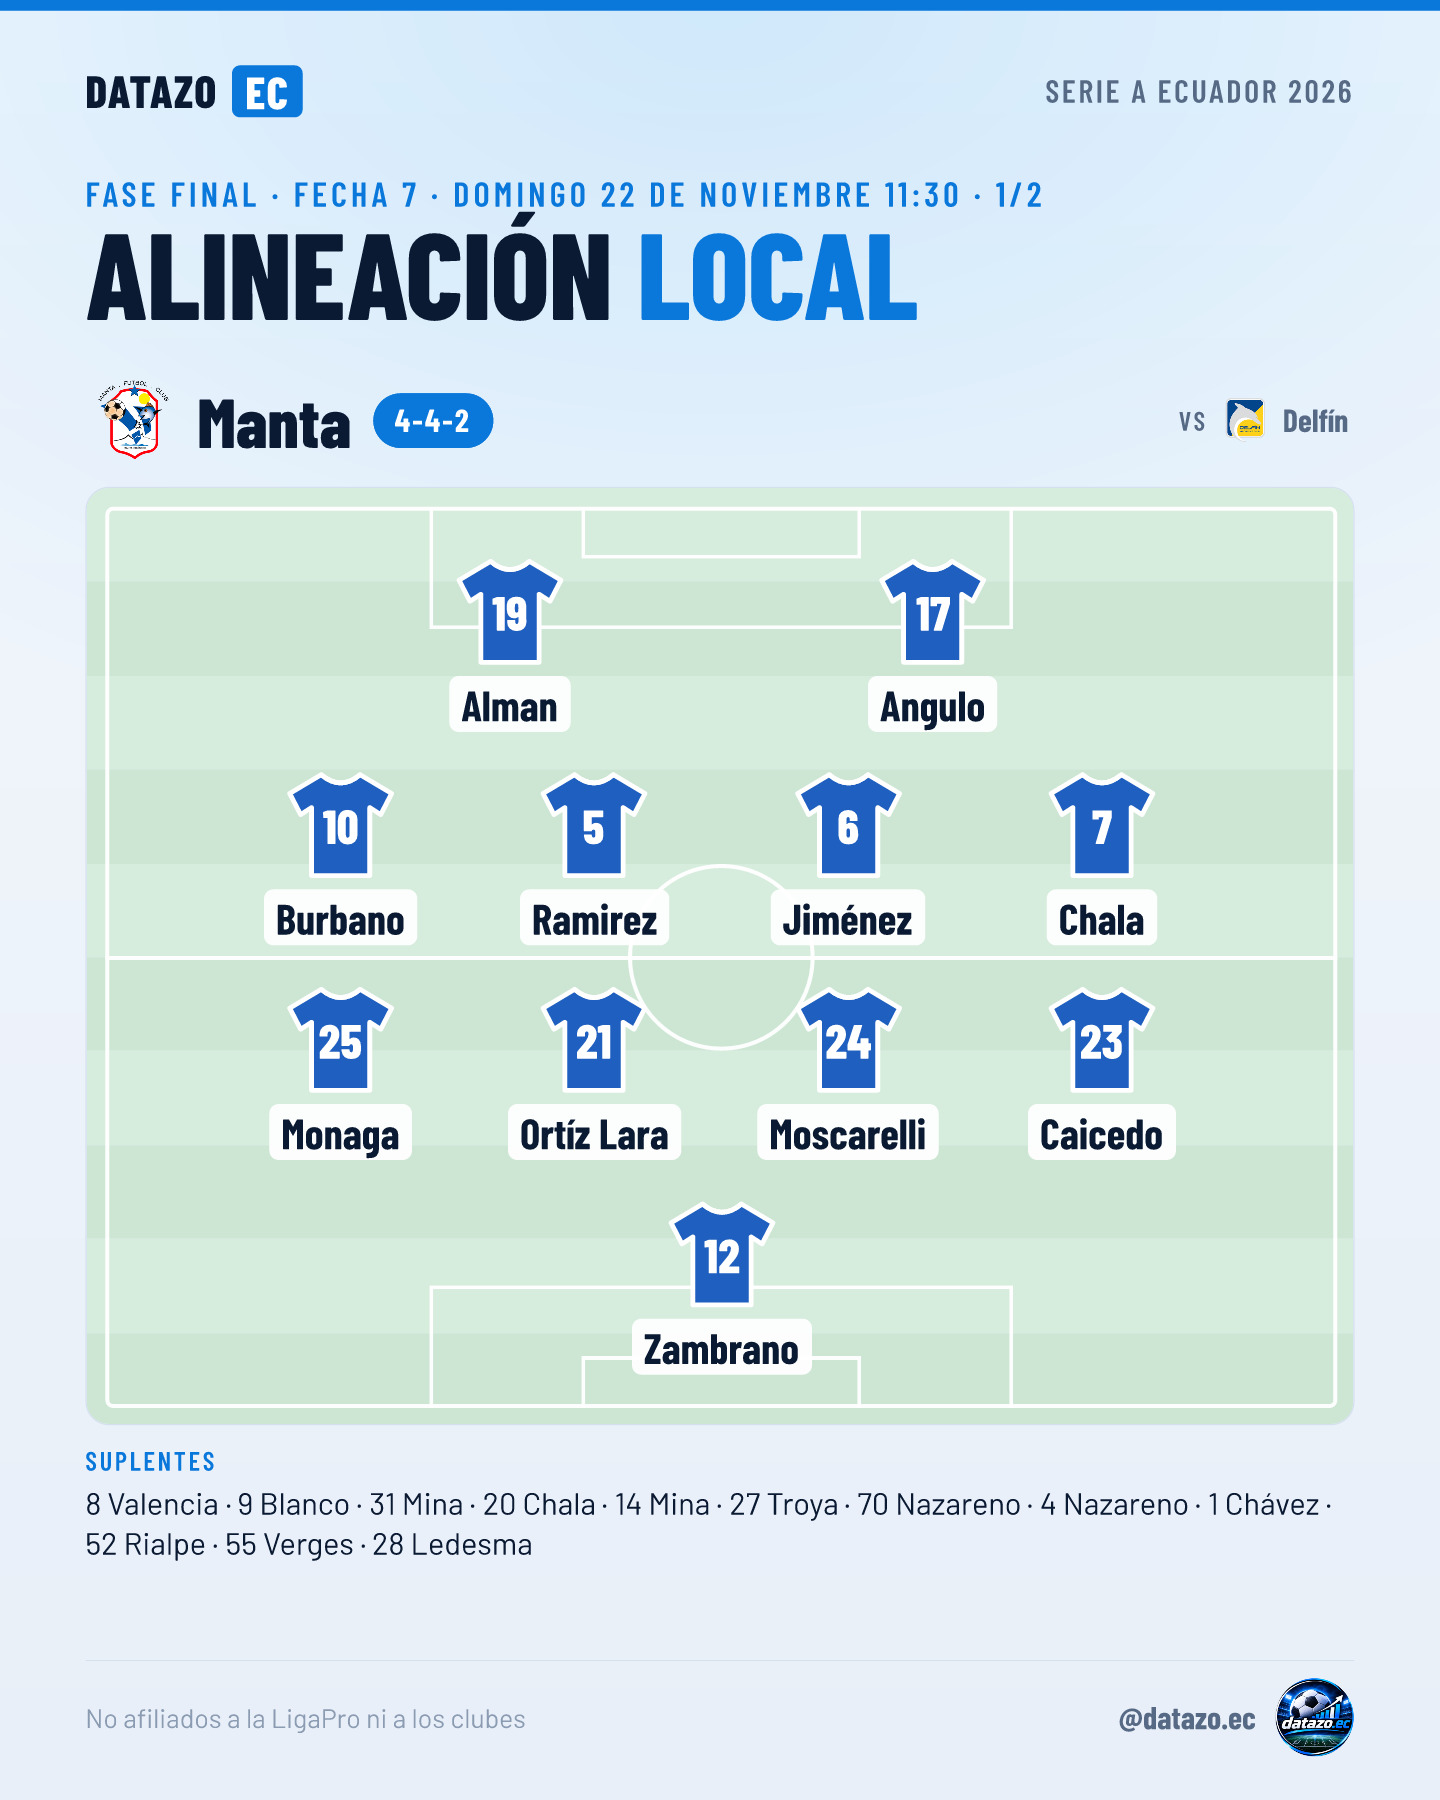 DATAZO EC
SERIE A ECUADOR 2026
FASE FINAL · FECHA 7 · DOMINGO 22 DE NOVIEMBRE 11:30 · 1/2
ALINEACIÓN LOCAL
MANTA · FUTBOL · CLUB
Manta 4-4-2
VS DELFIN Delfín
19 17
Alman Angulo
10 5 6 7
Burbano Ramirez Jiménez Chala
25 21 24 23
Monaga Ortíz Lara Moscarelli Caicedo
12
Zambrano
SUPLENTES
8 Valencia · 9 Blanco · 31 Mina · 20 Chala · 14 Mina · 27 Troya · 70 Nazareno · 4 Nazareno · 1 Chávez ·
52 Rialpe · 55 Verges · 28 Ledesma
No afiliados a la LigaPro ni a los clubes
@datazo.ec datazo.ec